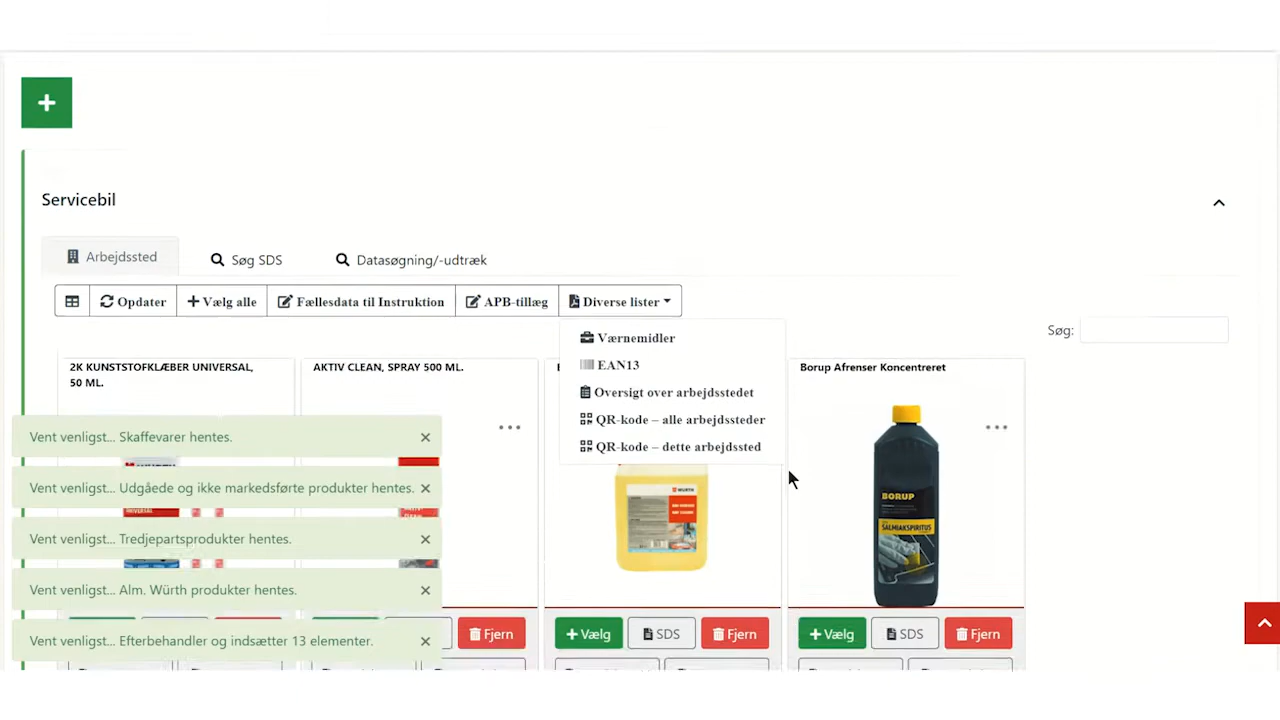 Servicebil
Arbejdssted
Søg SDS
Datasøgning/-udtræk
Opdater
Vælg alle
Fællesdata til Instruktion
APB-tillæg
Diverse lister
Værnemidler
EAN13
Oversigt over arbejdsstedet
QR-kode – alle arbejdssteder
QR-kode – dette arbejdssted
Søg:
2K KUNSTSTOFKLÆBER UNIVERSAL,
50 ML.
AKTIV CLEAN, SPRAY 500 ML.
Borup Afrenser Koncentreret
Vent venligst... Skaffevarer hentes.
Vent venligst... Udgåede og ikke markedsførte produkter hentes.
Vent venligst... Tredjepartsprodukter hentes.
Vent venligst... Alm. Würth produkter hentes.
Vent venligst... Efterbehandler og indsætter 13 elementer.
WÜRTH
BORUP
SALMIAKSPIRITUS
Fjern
Vælg
SDS
Fjern
Vælg
SDS
Fjern